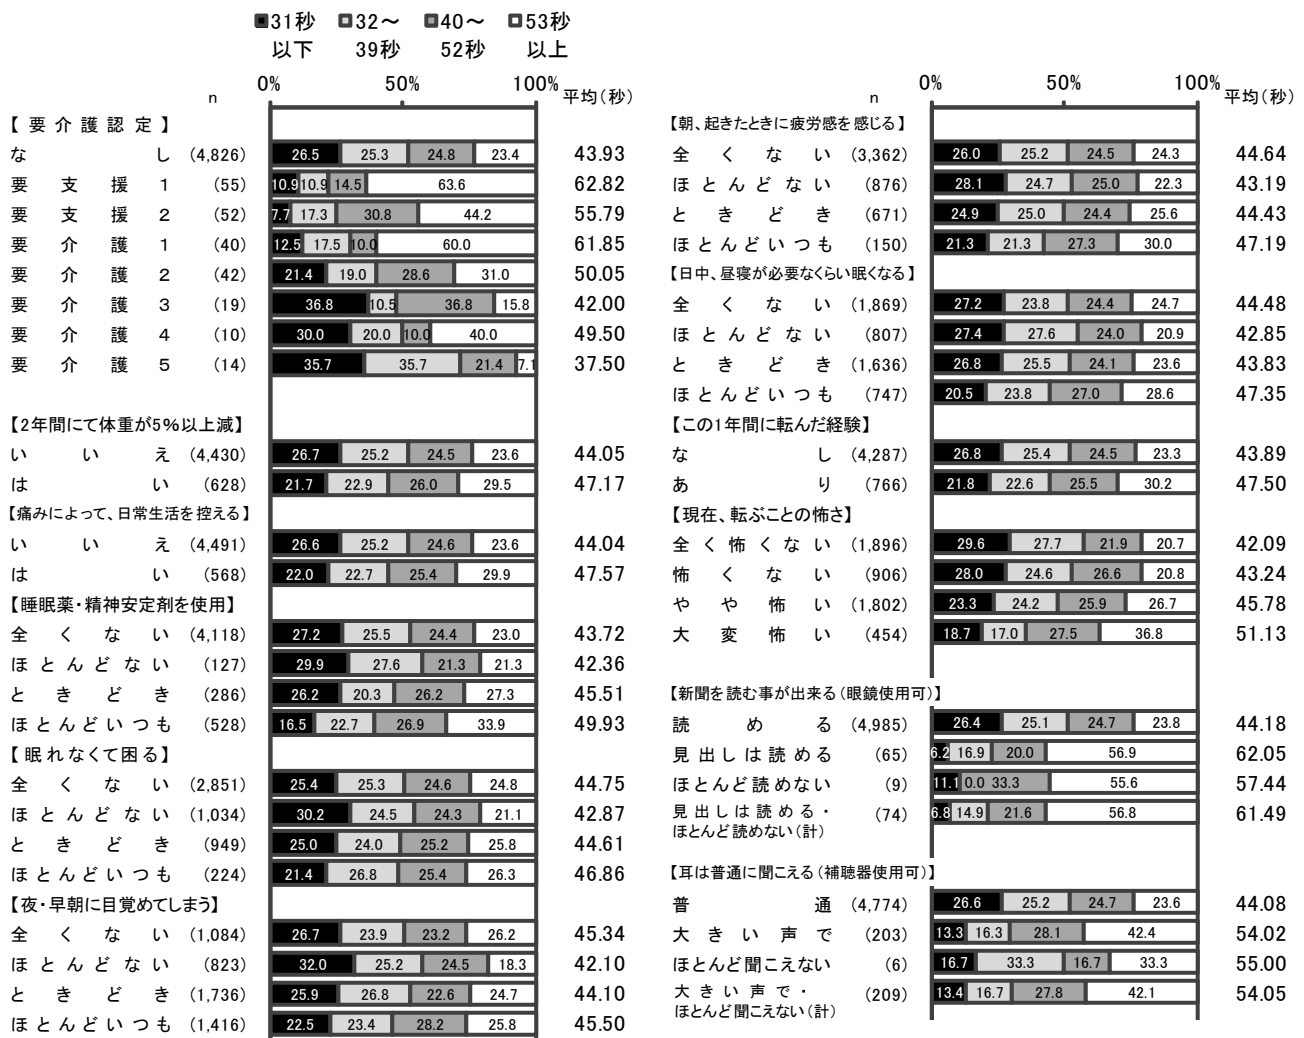 ■31秒以下 □32～39秒 ■40～52秒 □53秒以上
n 0% 50% 100% 平均(秒)
【要介護認定】
なし (4,826) 26.5 25.3 24.8 23.4 43.93
要支援1 (55) 10.9 10.9 14.5 63.6 62.82
要支援2 (52) 7.7 17.3 30.8 44.2 55.79
要介護1 (40) 12.5 17.5 10.0 60.0 61.85
要介護2 (42) 21.4 19.0 28.6 31.0 50.05
要介護3 (19) 36.8 10.5 36.8 15.8 42.00
要介護4 (10) 30.0 20.0 10.0 40.0 49.50
要介護5 (14) 35.7 35.7 21.4 7.1 37.50
【2年間にて体重が5%以上減】
いいえ (4,430) 26.7 25.2 24.5 23.6 44.05
はい (628) 21.7 22.9 26.0 29.5 47.17
【痛みによって、日常生活を控える】
いいえ (4,491) 26.6 25.2 24.6 23.6 44.04
はい (568) 22.0 22.7 25.4 29.9 47.57
【睡眠薬・精神安定剤を使用】
全くない (4,118) 27.2 25.5 24.4 23.0 43.72
ほとんどない (127) 29.9 27.6 21.3 21.3 42.36
ときどき (286) 26.2 20.3 26.2 27.3 45.51
ほとんどいつも (528) 16.5 22.7 26.9 33.9 49.93
【眠れなくて困る】
全くない (2,851) 25.4 25.3 24.6 24.8 44.75
ほとんどない (1,034) 30.2 24.5 24.3 21.1 42.87
ときどき (949) 25.0 24.0 25.2 25.8 44.61
ほとんどいつも (224) 21.4 26.8 25.4 26.3 46.86
【夜・早朝に目覚めてしまう】
全くない (1,084) 26.7 23.9 23.2 26.2 45.34
ほとんどない (823) 32.0 25.2 24.5 18.3 42.10
ときどき (1,736) 25.9 26.8 22.6 24.7 44.10
ほとんどいつも (1,416) 22.5 23.4 28.2 25.8 45.50
n 0% 50% 100% 平均(秒)
【朝、起きたときに疲労感を感じる】
全くない (3,362) 26.0 25.2 24.5 24.3 44.64
ほとんどない (876) 28.1 24.7 25.0 22.3 43.19
ときどき (671) 24.9 25.0 24.4 25.6 44.43
ほとんどいつも (150) 21.3 21.3 27.3 30.0 47.19
【日中、昼寝が必要なくらい眠くなる】
全くない (1,869) 27.2 23.8 24.4 24.7 44.48
ほとんどない (807) 27.4 27.6 24.0 20.9 42.85
ときどき (1,636) 26.8 25.5 24.1 23.6 43.83
ほとんどいつも (747) 20.5 23.8 27.0 28.6 47.35
【この1年間に転んだ経験】
なし (4,287) 26.8 25.4 24.5 23.3 43.89
あり (766) 21.8 22.6 25.5 30.2 47.50
【現在、転ぶことの怖さ】
全く怖くない (1,896) 29.6 27.7 21.9 20.7 42.09
怖くない (906) 28.0 24.6 26.6 20.8 43.24
やや怖い (1,802) 23.3 24.2 25.9 26.7 45.78
大変怖い (454) 18.7 17.0 27.5 36.8 51.13
【新聞を読む事が出来る(眼鏡使用可)】
読める (4,985) 26.4 25.1 24.7 23.8 44.18
見出しは読める (65) 6.2 16.9 20.0 56.9 62.05
ほとんど読めない (9) 11.1 0.0 33.3 55.6 57.44
見出しは読める・ (74) 6.8 14.9 21.6 56.8 61.49
ほとんど読めない(計)
【耳は普通に聞こえる(補聴器使用可)】
普通 (4,774) 26.6 25.2 24.7 23.6 44.08
大きい声で (203) 13.3 16.3 28.1 42.4 54.02
ほとんど聞こえない (6) 16.7 33.3 16.7 33.3 55.00
大きい声で・ (209) 13.4 16.7 27.8 42.1 54.05
ほとんど聞こえない(計)